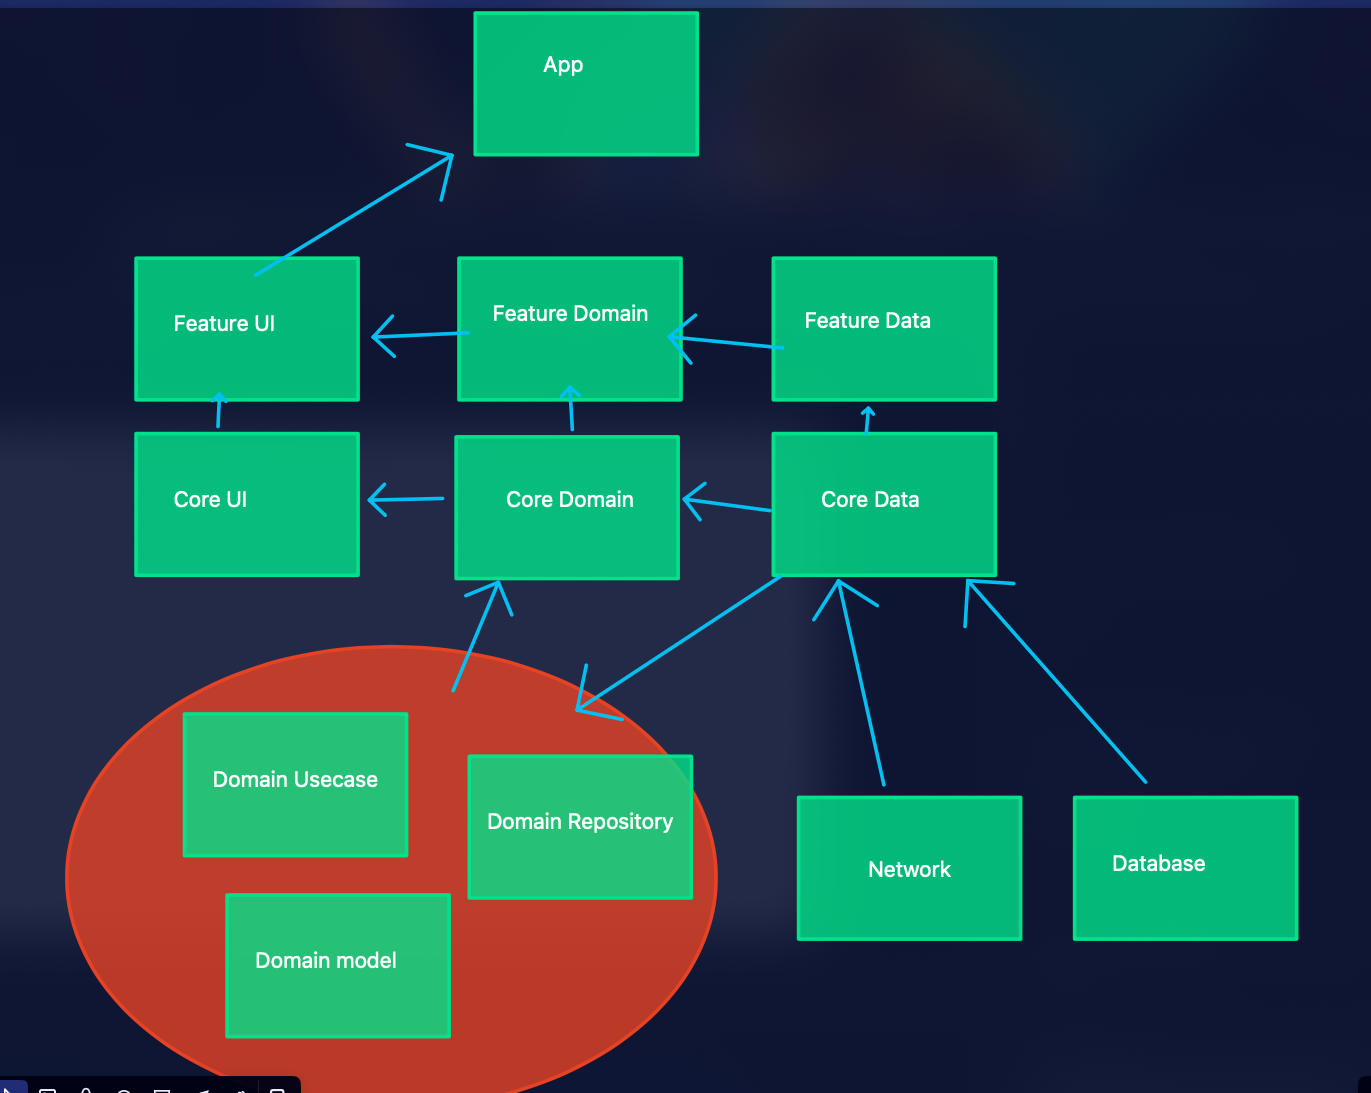 App
Feature UI
Feature Domain
Feature Data
Core UI
Core Domain
Core Data
Domain Usecase
Domain Repository
Network
Database
Domain model